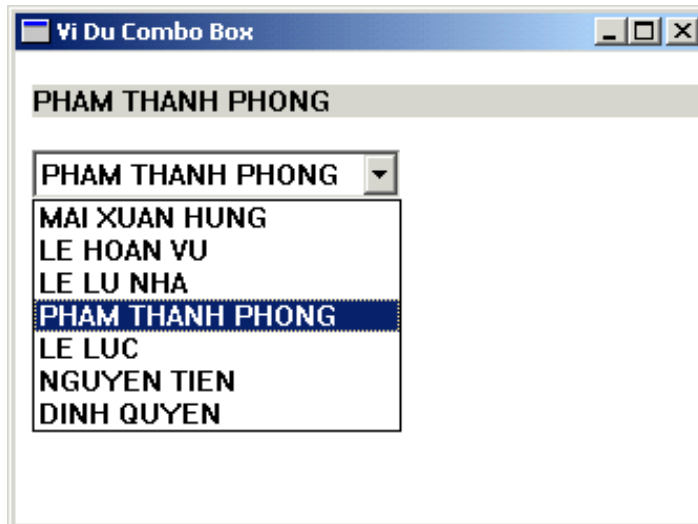 Vi Du Combo Box
PHAM THANH PHONG
PHAM THANH PHONG
MAI XUAN HUNG
LE HOAN VU
LE LU NHA
PHAM THANH PHONG
LE LUC
NGUYEN TIEN
DINH QUYEN